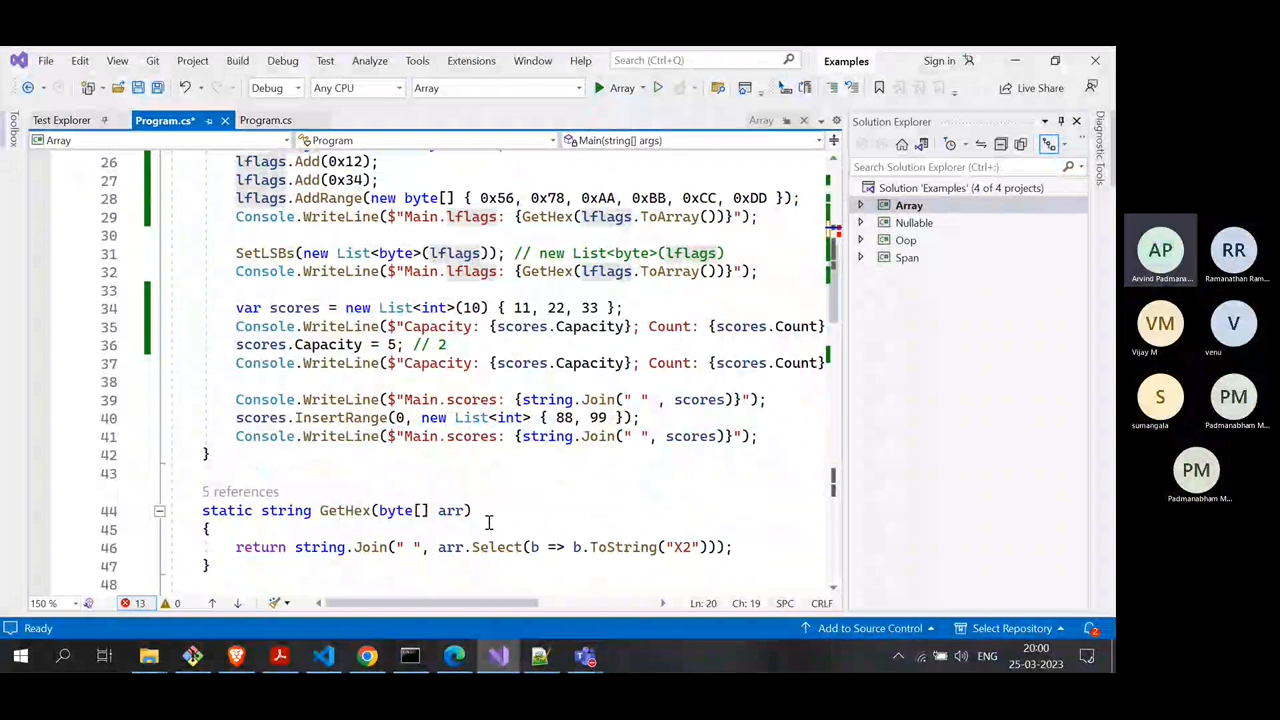 File Edit View Git Project Build Debug Test Analyze Tools Extensions Window Help Search (Ctrl+Q) Examples Sign in
Debug Any CPU Array Array Live Share
Test Explorer Program.cs* Program.cs Array
Array Program Main(string[] args)
26 lflags.Add(0x12);
27 lflags.Add(0x34);
28 lflags.AddRange(new byte[] { 0x56, 0x78, 0xAA, 0xBB, 0xCC, 0xDD });
29 Console.WriteLine($"Main.lflags: {GetHex(lflags.ToArray())}");
30
31 SetLSBs(new List<byte>(lflags)); // new List<byte>(lflags)
32 Console.WriteLine($"Main.lflags: {GetHex(lflags.ToArray())}");
33
34 var scores = new List<int>(10) { 11, 22, 33 };
35 Console.WriteLine($"Capacity: {scores.Capacity}; Count: {scores.Count}
36 scores.Capacity = 5; // 2
37 Console.WriteLine($"Capacity: {scores.Capacity}; Count: {scores.Count}
38
39 Console.WriteLine($"Main.scores: {string.Join(" " , scores)}");
40 scores.InsertRange(0, new List<int> { 88, 99 });
41 Console.WriteLine($"Main.scores: {string.Join(" ", scores)}");
42 }
43
5 references
44 static string GetHex(byte[] arr)
45 {
46 return string.Join(" ", arr.Select(b => b.ToString("X2")));
47 }
48
150 % 13 0 Ln: 20 Ch: 19 SPC CRLF
Toolbox
Solution Explorer
Search Solution Explorer (Ctrl+;)
Solution 'Examples' (4 of 4 projects)
Array
Nullable
Oop
Span
Diagnostic Tools
Ready Add to Source Control Select Repository 2
ENG 20:00
25-03-2023
AP RR
Arvind Padmana... Ramanathan Ram...
VM V
Vijay M venu
S PM
sumangala Padmanabham M...
PM
Padmanabham M...